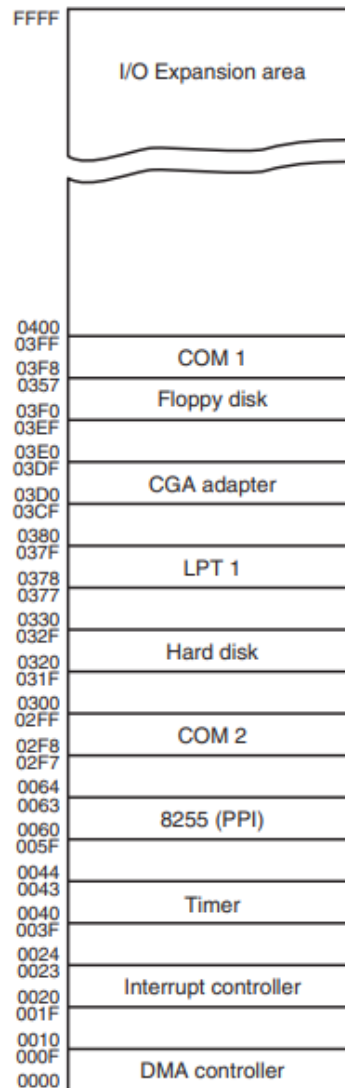 FFFF
I/O Expansion area
0400
03FF
COM 1
03F8
0357
Floppy disk
03F0
03EF
03E0
03DF
CGA adapter
03D0
03CF
0380
037F
LPT 1
0378
0377
0330
032F
Hard disk
0320
031F
0300
02FF
COM 2
02F8
02F7
0064
0063
8255 (PPI)
0060
005F
0044
0043
Timer
0040
003F
0024
0023
Interrupt controller
0020
001F
0010
000F
DMA controller
0000